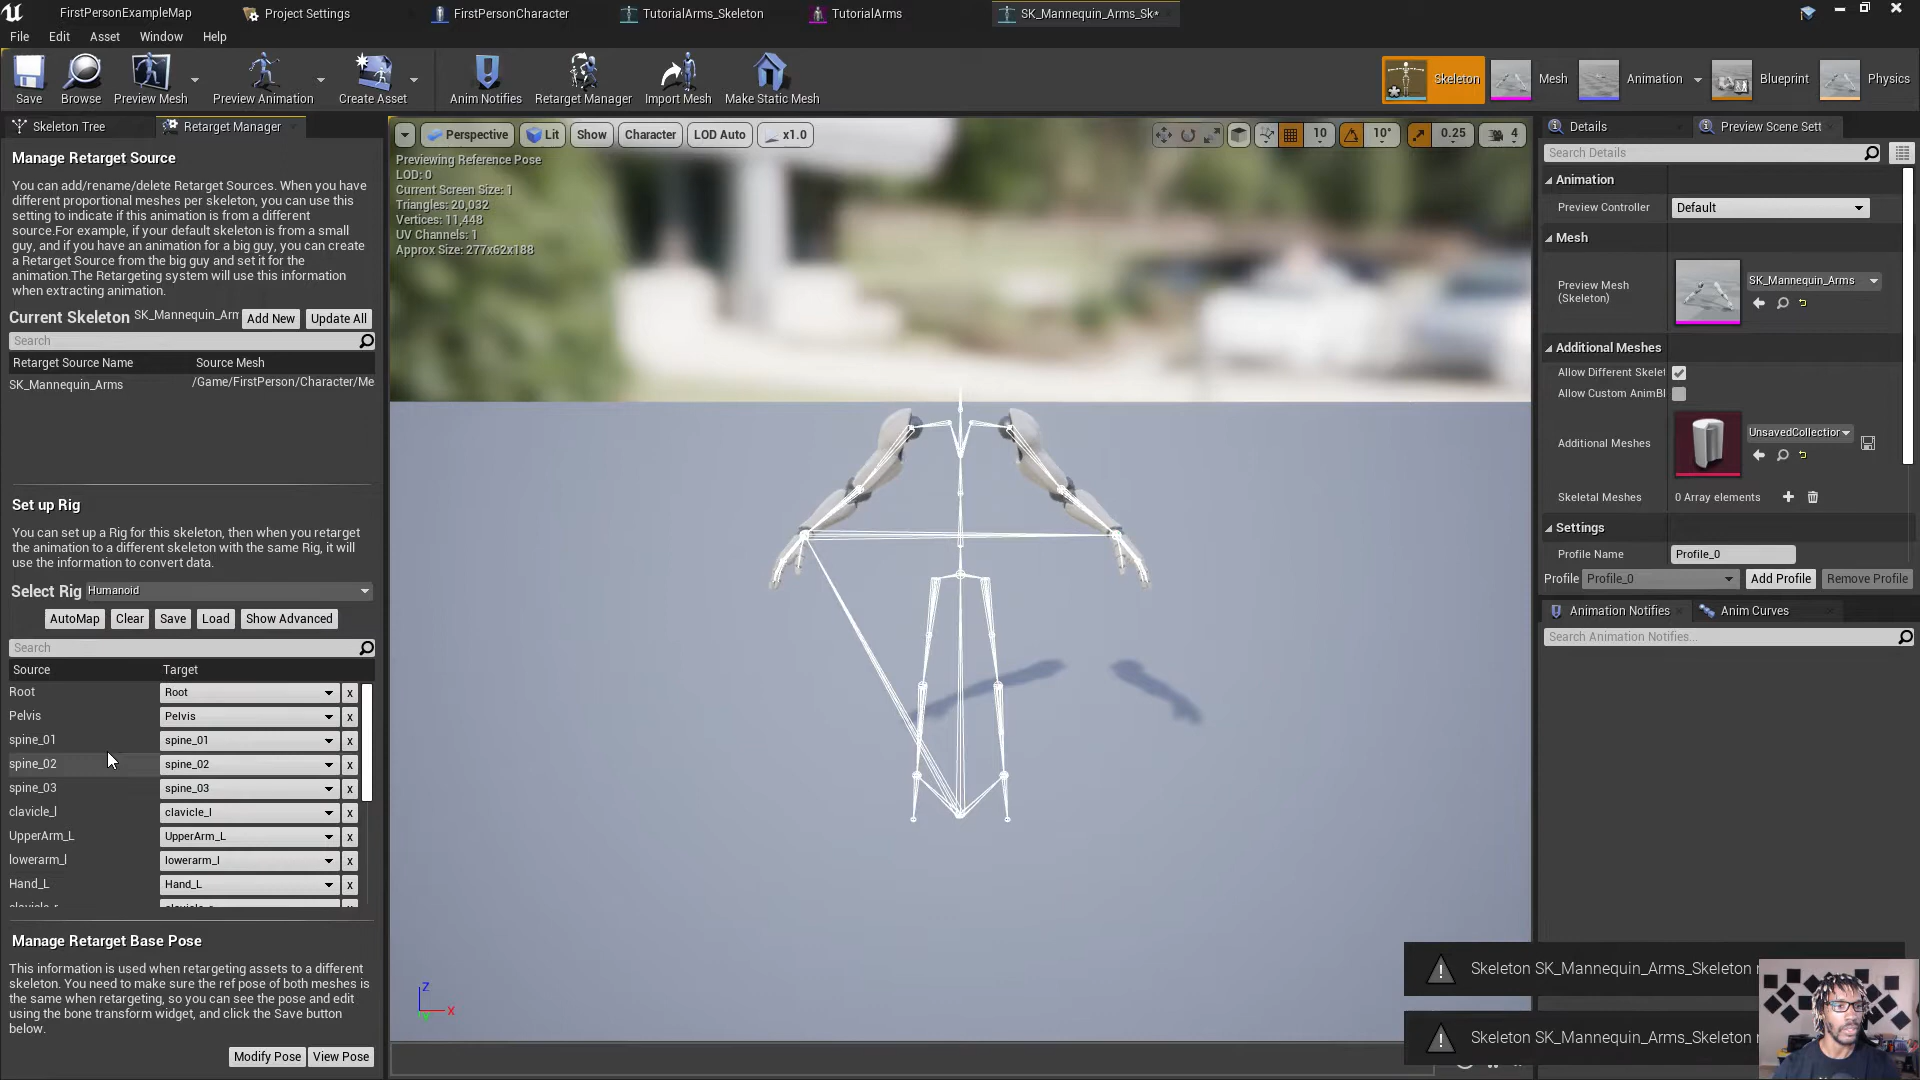 FirstPersonExampleMap
Project Settings
FirstPersonCharacter
TutorialArms_Skeleton
TutorialArms
SK_Mannequin_Arms_Sk*
File Edit Asset Window Help
Save
Browse
Preview Mesh
Preview Animation
Create Asset
Anim Notifies
Retarget Manager
Import Mesh
Make Static Mesh
Skeleton
Mesh
Animation
Blueprint
Physics
Skeleton Tree
Retarget Manager
Manage Retarget Source
You can add/rename/delete Retarget Sources. When you have
different proportional meshes per skeleton, you can use this
setting to indicate if this animation is from a different
source.For example, if your default skeleton is from a small
guy, and if you have an animation for a big guy, you can create
a Retarget Source from the big guy and set it for the
animation.The Retargeting system will use this information
when extracting animation.
Current Skeleton SK_Mannequin_Arm Add New Update All
Search
Retarget Source Name Source Mesh
SK_Mannequin_Arms /Game/FirstPerson/Character/Me
Set up Rig
You can set up a Rig for this skeleton, then when you retarget
the animation to a different skeleton with the same Rig, it will
use the information to convert data.
Select Rig Humanoid
AutoMap Clear Save Load Show Advanced
Search
Source Target
Root Root x
Pelvis Pelvis x
spine_01 spine_01 x
spine_02 spine_02 x
spine_03 spine_03 x
clavicle_l clavicle_l x
UpperArm_L UpperArm_L x
lowerarm_l lowerarm_l x
Hand_L Hand_L x
Manage Retarget Base Pose
This information is used when retargeting assets to a different
skeleton. You need to make sure the ref pose of both meshes is
the same when retargeting, so you can see the pose and edit
using the bone transform widget, and click the Save button
below.
Modify Pose View Pose
Perspective Lit Show Character LOD Auto x1.0
10 10° 0.25 4
Previewing Reference Pose
LOD: 0
Current Screen Size: 1
Triangles: 20,032
Vertices: 11,448
UV Channels: 1
Approx Size: 277x62x188
Z
X
Y
Details
Preview Scene Sett
Search Details
Animation
Preview Controller Default
Mesh
Preview Mesh
(Skeleton)
SK_Mannequin_Arms
Additional Meshes
Allow Different Skelet
Allow Custom AnimBl
Additional Meshes UnsavedCollection
Skeletal Meshes 0 Array elements
Settings
Profile Name Profile_0
Profile Profile_0 Add Profile Remove Profile
Animation Notifies
Anim Curves
Search Animation Notifies...
Skeleton SK_Mannequin_Arms_Skeleton
Skeleton SK_Mannequin_Arms_Skeleton